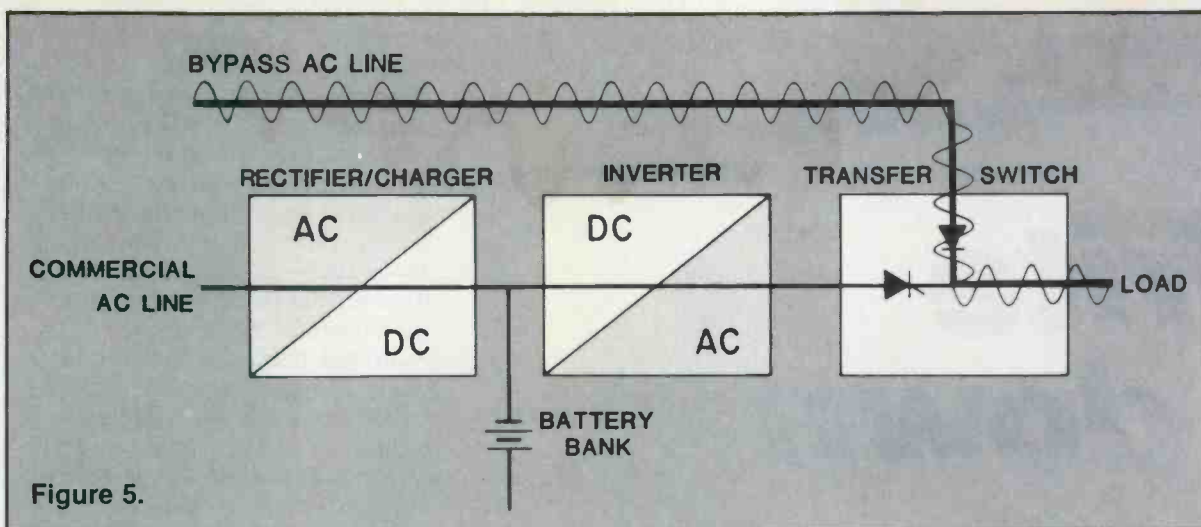 BYPASS AC LINE
RECTIFIER/CHARGER
INVERTER
TRANSFER SWITCH
AC
DC
DC
AC
COMMERCIAL
AC LINE
LOAD
BATTERY
BANK
Figure 5.